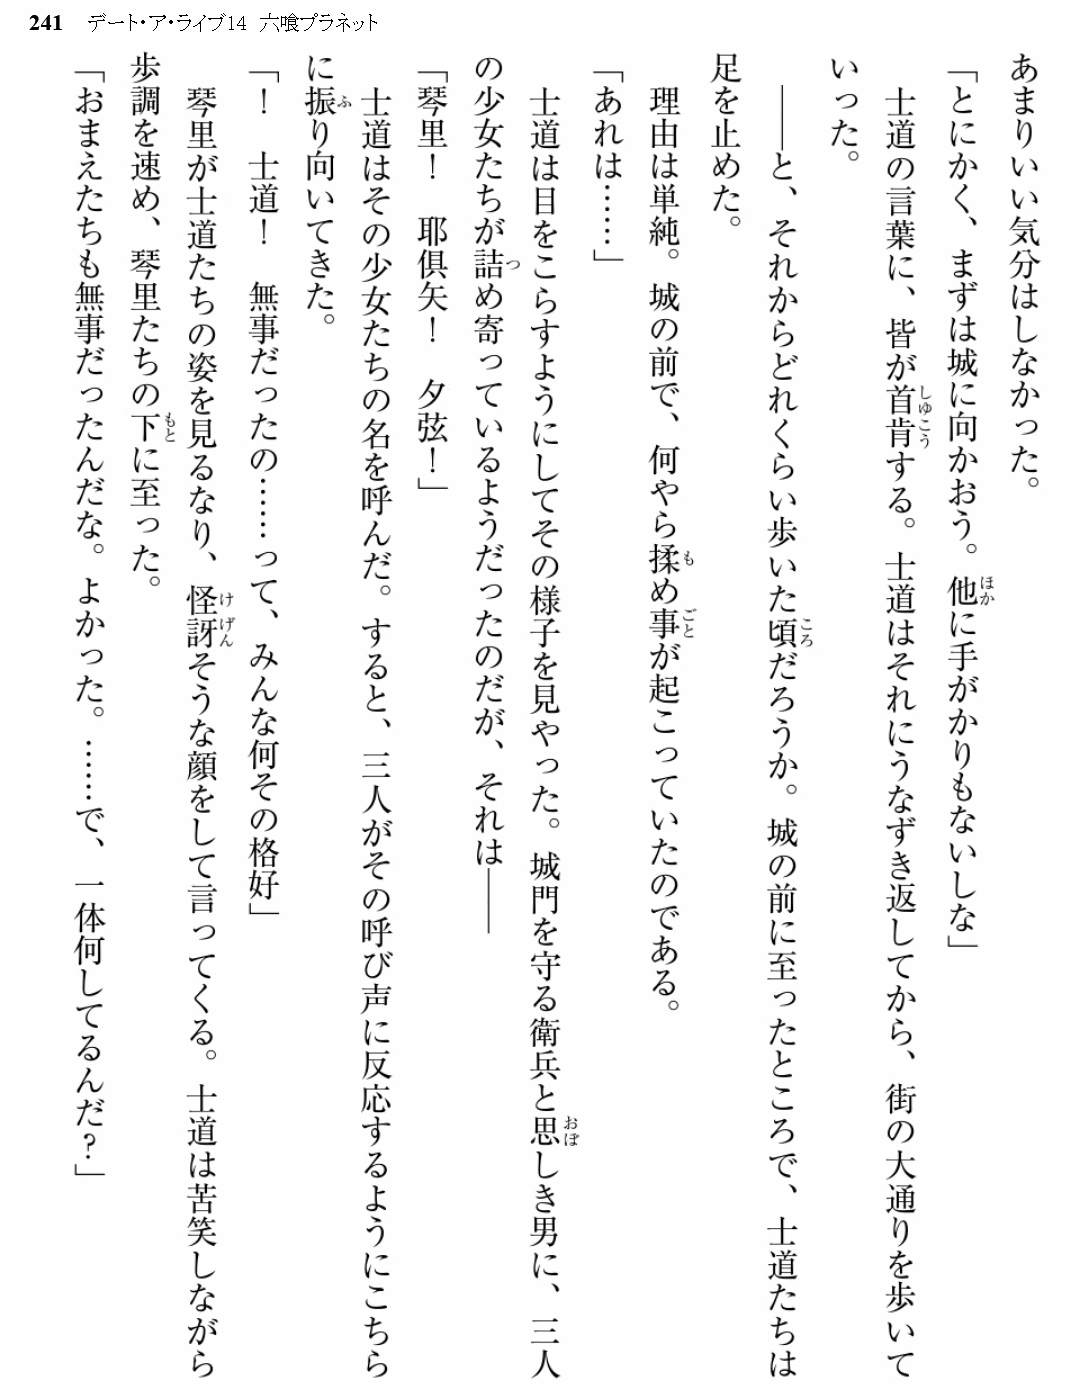 241 デート・ア・ライブ14 六喰プラネット
あまりいい気分はしなかった。
「とにかく、まずは城に向かおう。他に手がかりもないしな」
士道の言葉に、皆が首肯する。士道はそれにうなずき返してから、街の大通りを歩いて
いった。
――と、それからどれくらい歩いた頃だろうか。城の前に至ったところで、士道たちは
足を止めた。
理由は単純。城の前で、何やら揉め事が起こっていたのである。
「あれは……」
士道は目をこらすようにしてその様子を見やった。城門を守る衛兵と思しき男に、三人
の少女たちが詰め寄っているようだったのだが、それは――
「琴里！　耶倶矢！　夕弦！」
士道はその少女たちの名を呼んだ。すると、三人がその呼び声に反応するようにこちら
に振り向いてきた。
「！　士道！　無事だったの……って、みんな何その格好」
琴里が士道たちの姿を見るなり、怪訝そうな顔をして言ってくる。士道は苦笑しながら
歩調を速め、琴里たちの下に至った。
「おまえたちも無事だったんだな。よかった。……で、一体何してるんだ？」